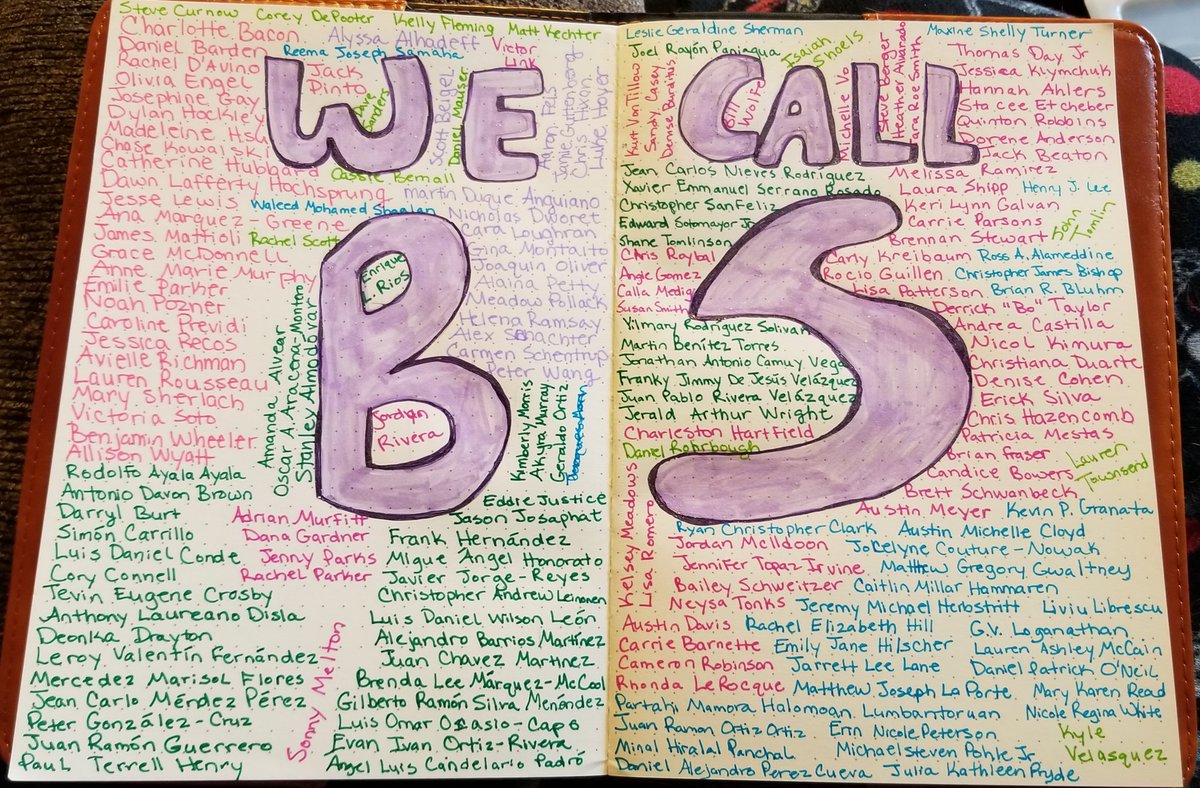 Steve Curnow Corey DePooter Kelly Fleming Matt Kechter
Charlotte Bacon Alyssa Alhadeff Victor Link
Daniel Barden Reema Joseph Samaha
Rachel D'Avino Jack Pinto
Olivia Engel
Josephine Gay
Dylan Hockley
Madeleine Hsu
Chase Kowalski
Catherine Hubbard
Dawn Lafferty Hochsprung
Jesse Lewis Waleed Mohamed Shaalan
Ana Marquez-Greene
James Mattioli Rachel Scott
Grace McDonnell
Anne Marie Murphy
Emilie Parker
Noah Pozner
Caroline Previdi
Jessica Recos
Avielle Richman
Lauren Rousseau
Mary Sherlach
Victoria Soto
Benjamin Wheeler
Allison Wyatt
WE
Dave Sanders
Scott Beigel
Daniel Mauser
Aaron Feis
Jaime Guttenberg
Chris Hixon
Luke Hoyer
Cassie Bernall
martin Duque Anguiano
Nicholas Dworet
Cara Loughran
Gina Montalto
Joaquin Oliver
Alaina Petty
Meadow Pollack
Helena Ramsay
Alex Schachter
Carmen Schentrup
Peter Wang
B
Enrique L. Rios
Jordan Rivera
Amanda Alvear
Oscar A Arracena-Montero
Stanley Almodovar
Kimberly Morris
Akyra Murray
Geraldo Ortiz
Rodolfo Ayala Ayala
Antonio Davon Brown
Darryl Burt
Simón Carrillo
Luis Daniel Conde
Cory Connell
Tevin Eugene Crosby
Anthony Laureano Disla
Deonka Drayton
Leroy Valentín Fernández
Mercedez Marisol Flores
Jean Carlo Méndez Pérez
Peter González-Cruz
Juan Ramón Guerrero
Paul Terrell Henry
Adrian Murfitt
Dana Gardner
Jenny Parks
Rachel Parker
Sonny Melton
Eddie Justice
Jason Josaphat
Frank Hernández
Migue Ángel Honorato
Javier Jorge-Reyes
Christopher Andrew Leinonen
Luis Daniel Wilson León
Alejandro Barrios Martínez
Juan Chavez Martinez
Brenda Lee Márquez-McCool
Gilberto Ramón Silva Menández
Luis Omar Ocasio-Capo
Evan Ivan Ortiz-Rivera
Angel Luis Candelario Padró
Leslie Geraldine Sherman
Maxine Shelly Turner
Joel Rayón Paniagua
Isaiah Shoels
CALL
Kurt Von Tillow
Sandy Casey
Denise Burditus
Bill Wolfe
Michelle Vo
Steve Berger
Heather Alvarado
Tara Roe Smith
Thomas Day Jr
Jessica Klymchuk
Hannah Ahlers
Stacee Etcheber
Quinton Robbins
Dorene Anderson
Jack Beaton
Jean Carlos Nieves Rodríguez
Melissa Ramirez
Xavier Emmanuel Serrano Rosado
Laura Shipp Henry J. Lee
Christopher SanFeliz
Keri Lynn Galvan
Edward Sotomayor Jr
Carrie Parsons John Tomlin
Shane Tomlinson
Brennan Stewart
Chris Roybal
Carly Kreibaum Ross A. Alameddine
Angie Gomez
Rocio Guillen Christopher James Bishop
Calla Medig
Lisa Patterson Brian R. Bluhm
Susan Smith
S
Derrick "Bo" Taylor
Andrea Castilla
Nicol Kimura
Christiana Duarte
Denise Cohen
Erick Silva
Chris Hazencomb
Patricia Mestas
Brian Fraser
Candice Bowers
Lauren Townsend
Brett Schwanbeck
Vilmary Rodríguez Solivan
Martin Benítez Torres
Jonathan Antonio Camuy Vega
Franky Jimmy De Jesús Velázquez
Juan Pablo Rivera Velázquez
Jerald Arthur Wright
Charleston Hartfield
Daniel Rohrbough
Kelsey Meadows
Lisa Romero
Austin Meyer Kevin P. Granata
Ryan Christopher Clark Austin Michelle Cloyd
Jordan McIldoon Jocelyne Couture-Nowak
Jennifer Topaz Irvine Matthew Gregory Gwaltney
Bailey Schweitzer Caitlin Millar Hammaren
Neysa Tonks Jeremy Michael Herbstritt Liviu Librescu
Austin Davis Rachel Elizabeth Hill G.V. Loganathan
Carrie Barnette Emily Jane Hilscher Lauren Ashley McCain
Cameron Robinson Jarrett Lee Lane Daniel Patrick O'Neil
Rhonda LeRocque Matthew Joseph La Porte Mary Karen Read
Partahi Mamora Halomoan Lumbantoruan Nicole Regina White
Juan Ramon Ortiz Ortiz Erin Nicole Peterson Kyle Velasquez
Minal Hiralal Panchal Michael Steven Pohle Jr
Daniel Alejandro Perez Cueva Julia Kathleen Pryde